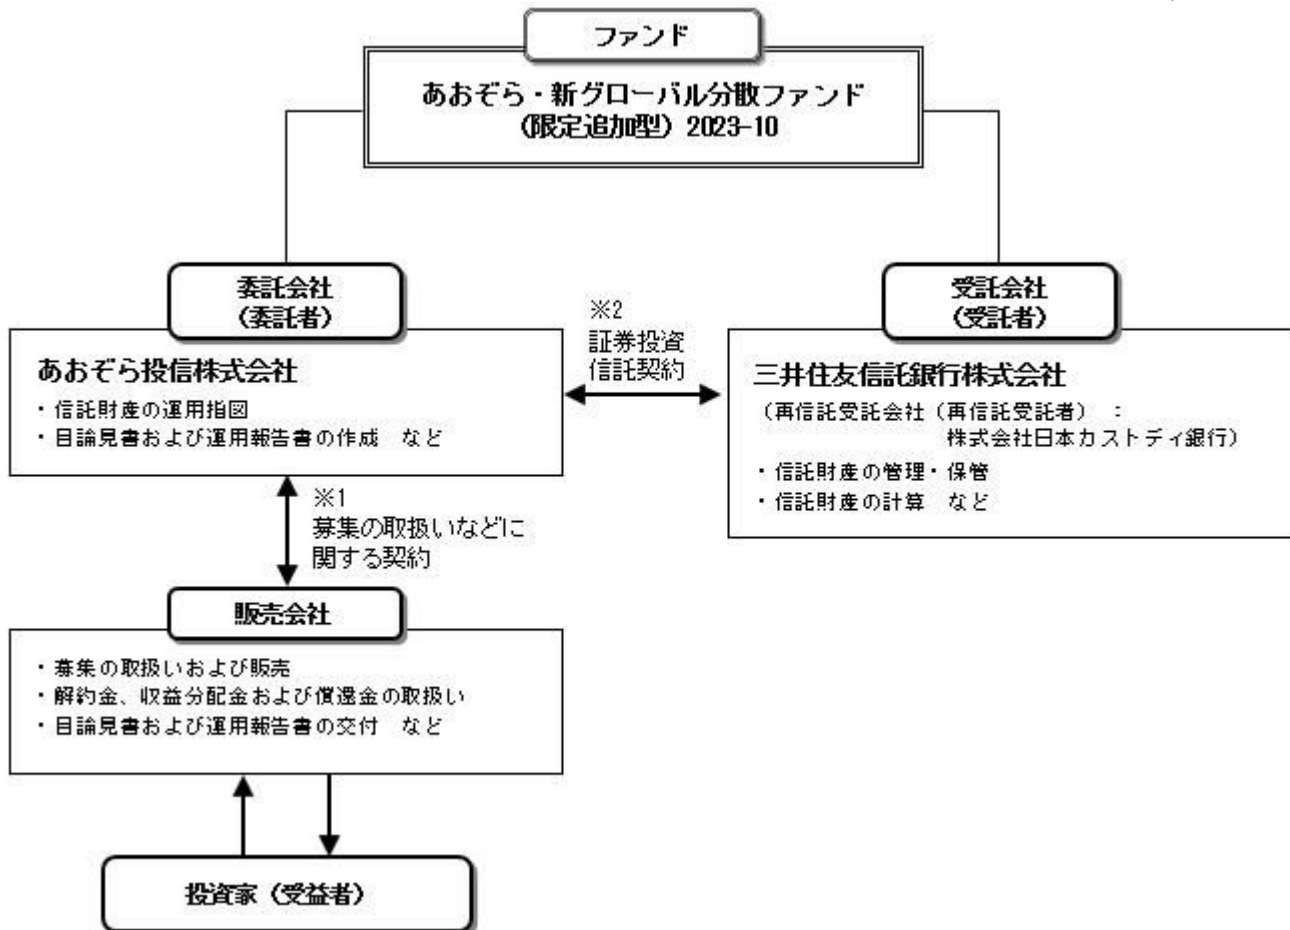 ファンド
あおぞら・新グローバル分散ファンド
(限定追加型) 2023-10
委託会社
(委託者)
あおぞら投信株式会社
・信託財産の運用指図
・目論見書および運用報告書の作成 など
※2
証券投資
信託契約
受託会社
(受託者)
三井住友信託銀行株式会社
(再信託受託会社(再信託受託者) :
株式会社日本カストディ銀行)
・信託財産の管理・保管
・信託財産の計算 など
※1
募集の取扱いなどに
関する契約
販売会社
・募集の取扱いおよび販売
・解約金、収益分配金および償還金の取扱い
・目論見書および運用報告書の交付 など
投資家(受益者)